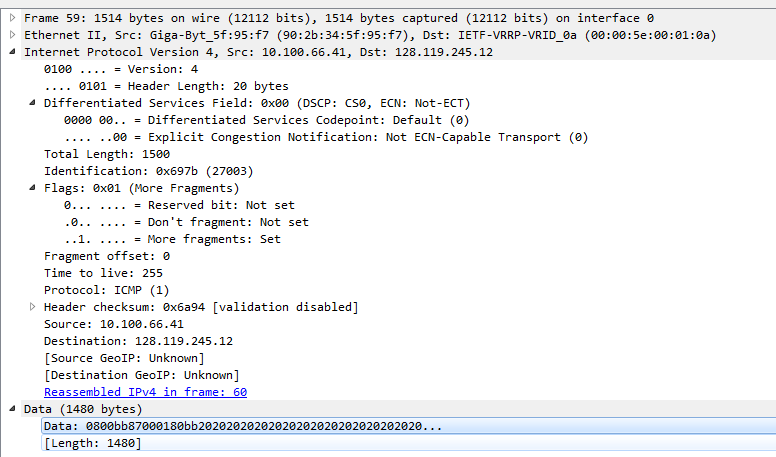 Frame 59: 1514 bytes on wire (12112 bits), 1514 bytes captured (12112 bits) on interface 0
Ethernet II, Src: Giga-Byt_5f:95:f7 (90:2b:34:5f:95:f7), Dst: IETF-VRRP-VRID_0a (00:00:5e:00:01:0a)
Internet Protocol Version 4, Src: 10.100.66.41, Dst: 128.119.245.12
0100 .... = Version: 4
.... 0101 = Header Length: 20 bytes
Differentiated Services Field: 0x00 (DSCP: CS0, ECN: Not-ECT)
0000 00.. = Differentiated Services Codepoint: Default (0)
.... ..00 = Explicit Congestion Notification: Not ECN-Capable Transport (0)
Total Length: 1500
Identification: 0x697b (27003)
Flags: 0x01 (More Fragments)
0... .... = Reserved bit: Not set
.0.. .... = Don't fragment: Not set
..1. .... = More fragments: Set
Fragment offset: 0
Time to live: 255
Protocol: ICMP (1)
Header checksum: 0x6a94 [validation disabled]
Source: 10.100.66.41
Destination: 128.119.245.12
[Source GeoIP: Unknown]
[Destination GeoIP: Unknown]
Reassembled IPv4 in frame: 60
Data (1480 bytes)
Data: 0800bb87000180bb20202020202020202020202020202020...
[Length: 1480]